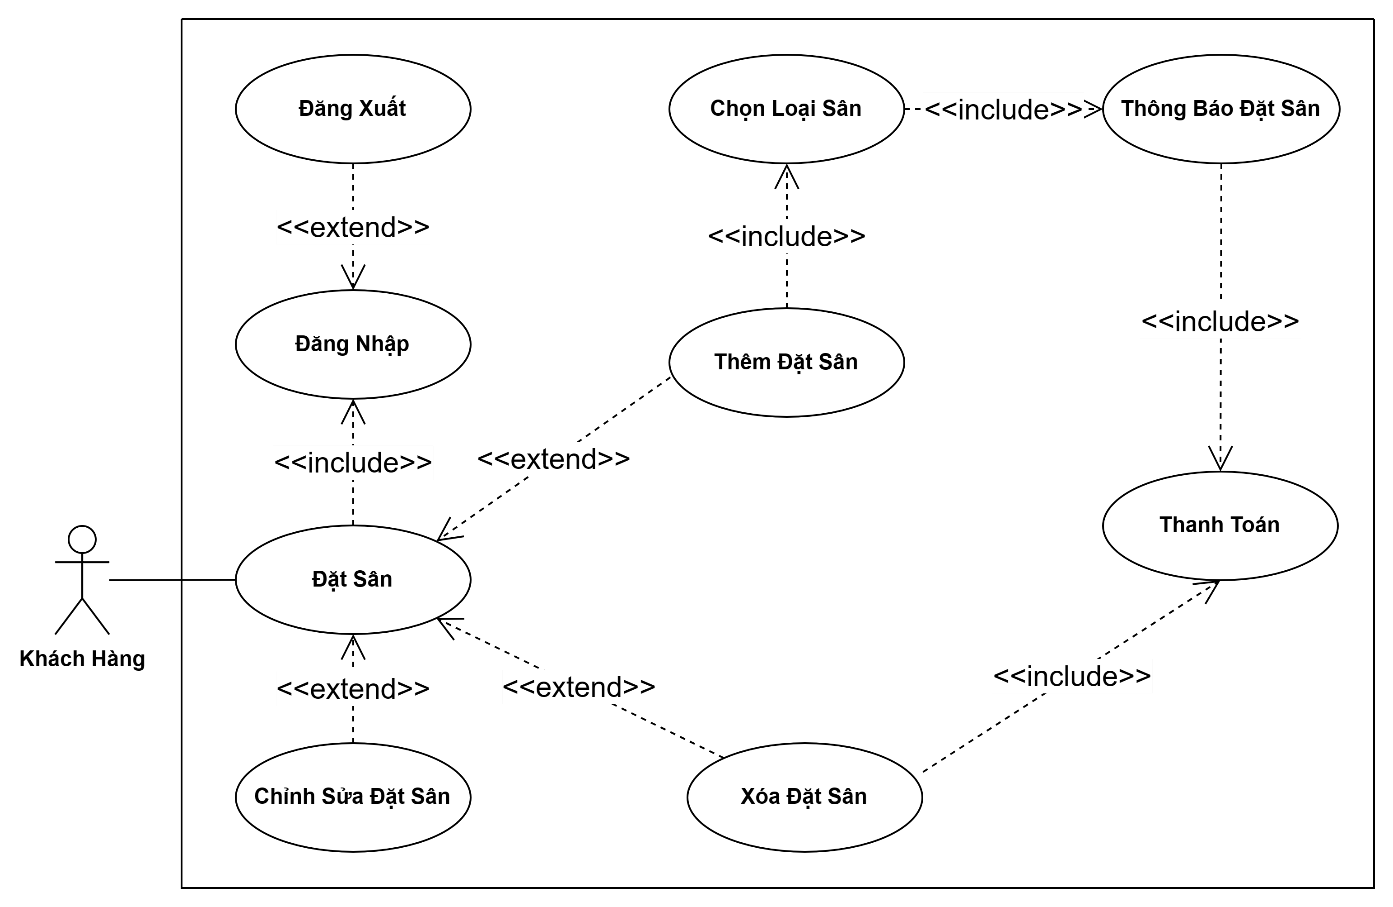 Đăng Xuất
Chọn Loại Sân
<<include>>
Thông Báo Đặt Sân
<<extend>>
<<include>>
<<include>>
Đăng Nhập
Thêm Đặt Sân
<<include>>
<<extend>>
Thanh Toán
Đặt Sân
Khách Hàng
<<extend>>
<<extend>>
<<include>>
Chỉnh Sửa Đặt Sân
Xóa Đặt Sân